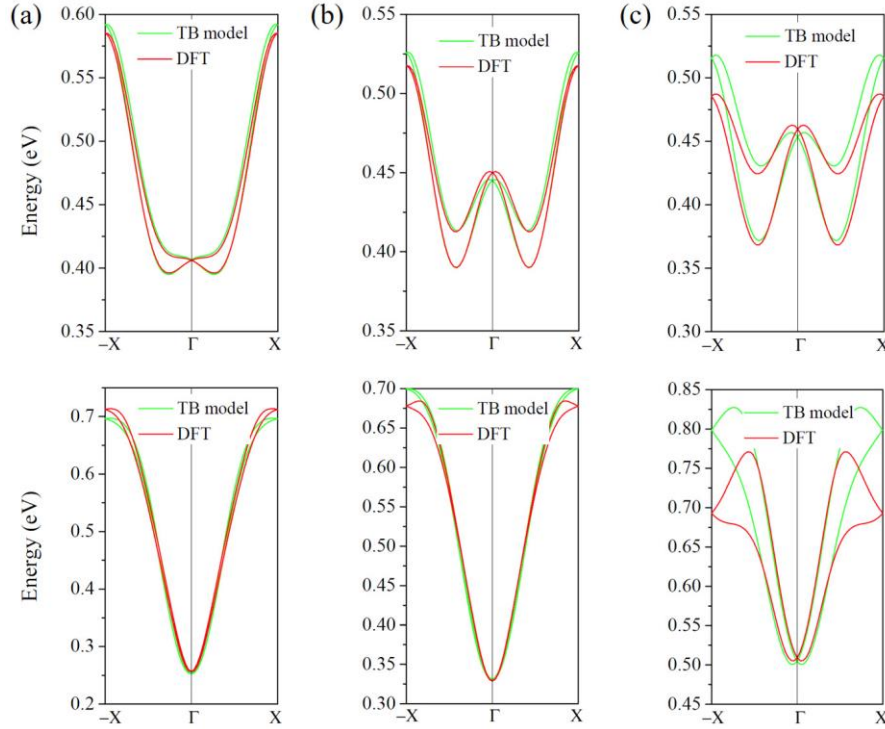 (a) (b) (c)
0.60 0.55 0.55
TB model TB model TB model
DFT DFT DFT
0.55 0.50 0.50
0.50 0.45 0.45
0.45 0.40 0.40
0.40 0.35 0.35
0.35 0.30
Energy (eV)
–X Γ X –X Γ X –X Γ X
0.7 0.70 0.85
TB model TB model TB model
DFT DFT DFT
0.6 0.65 0.80
0.5 0.60 0.75
0.4 0.55 0.70
0.3 0.50 0.65
0.2 0.45 0.60
0.40 0.55
0.35 0.50
0.30 0.45
Energy (eV)
–X Γ X –X Γ X –X Γ X